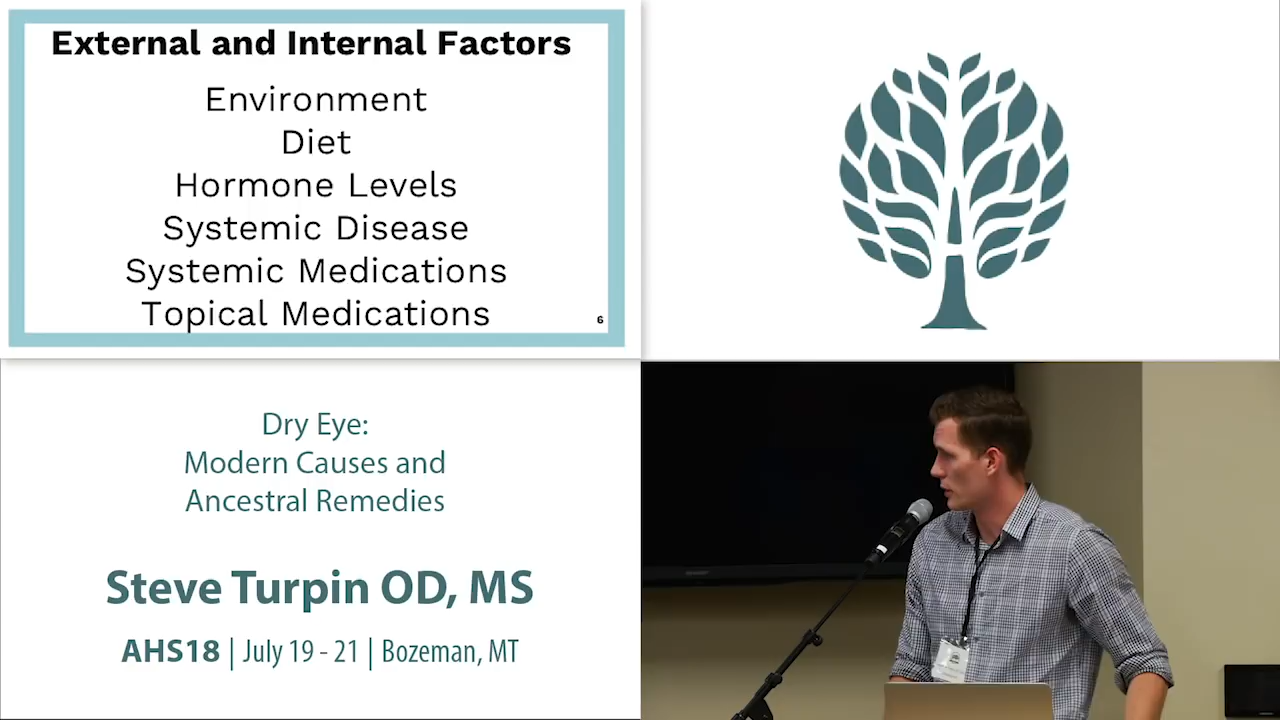 External and Internal Factors
Environment
Diet
Hormone Levels
Systemic Disease
Systemic Medications
Topical Medications
6
Dry Eye:
Modern Causes and
Ancestral Remedies
Steve Turpin OD, MS
AHS18 | July 19 - 21 | Bozeman, MT